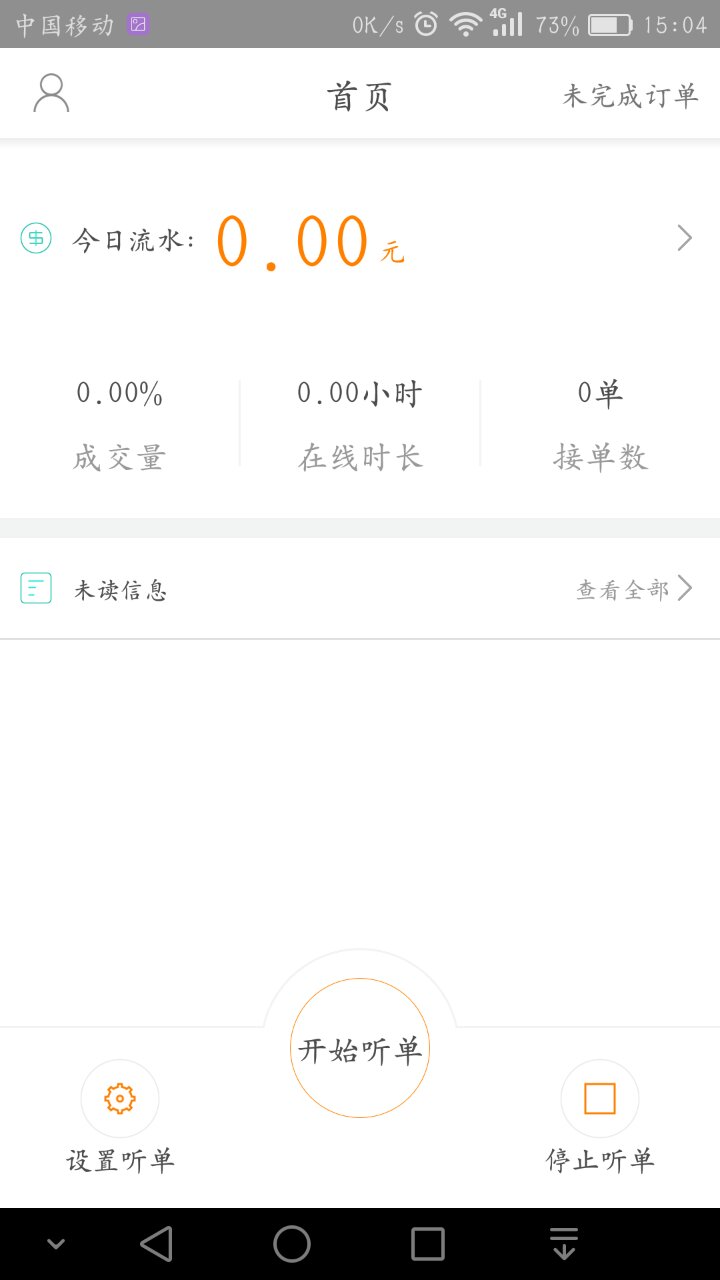 中国移动 0K/s 4G 73% 15:04
首页 未完成订单
今日流水: 0.00 元
0.00% 0.00小时 0单
成交量 在线时长 接单数
未读信息 查看全部
开始听单
设置听单 停止听单